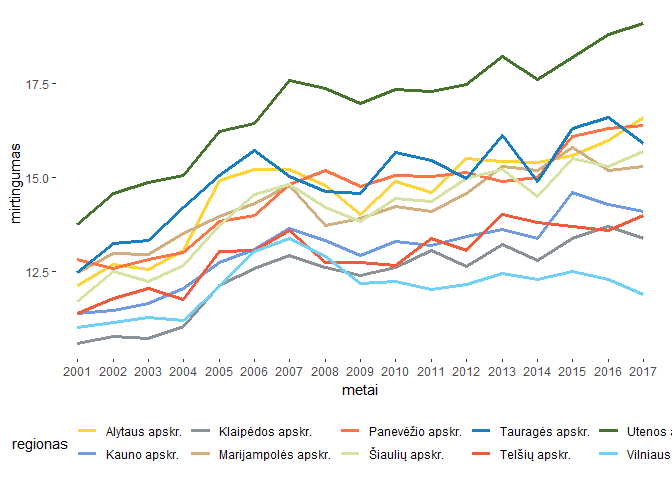 mirtingumas
17.5
15.0
12.5
2001 2002 2003 2004 2005 2006 2007 2008 2009 2010 2011 2012 2013 2014 2015 2016 2017
metai
regionas
Alytaus apskr. Klaipėdos apskr. Panevėžio apskr. Tauragės apskr. Utenos a
Kauno apskr. Marijampolės apskr. Šiaulių apskr. Telšių apskr. Vilniaus